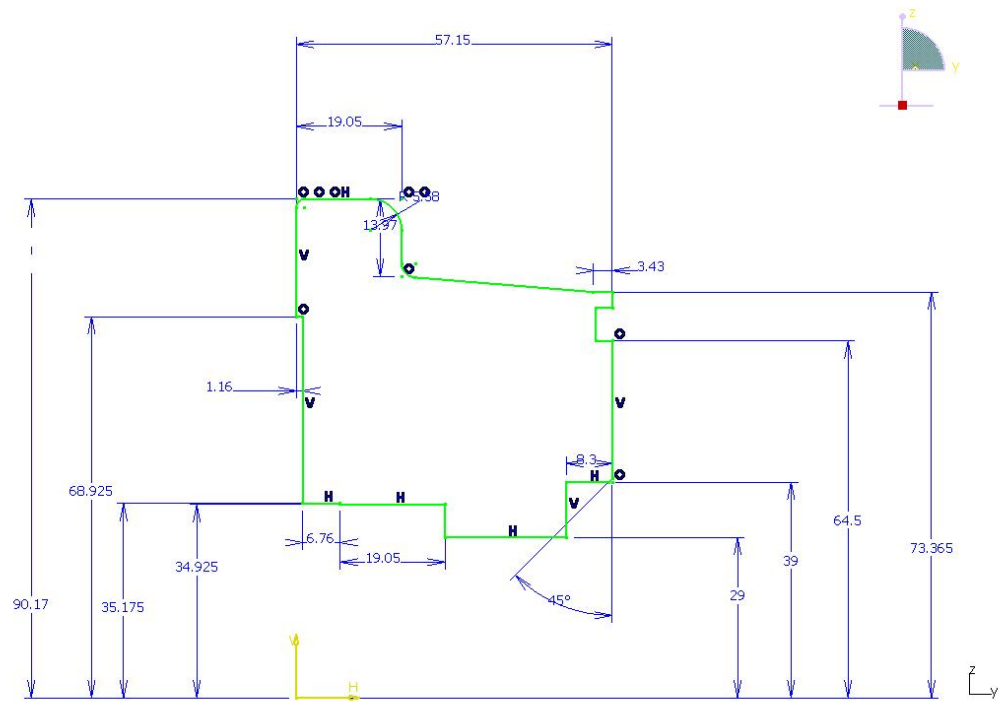 57.15
z
x
y
19.05
H
R 5.58
13.97
V
3.43
1.16
V
V
68.925
8.3
H
H
H
V
64.5
H
6.76
34.925
19.05
73.365
39
90.17
35.175
45°
29
V
H
z
y